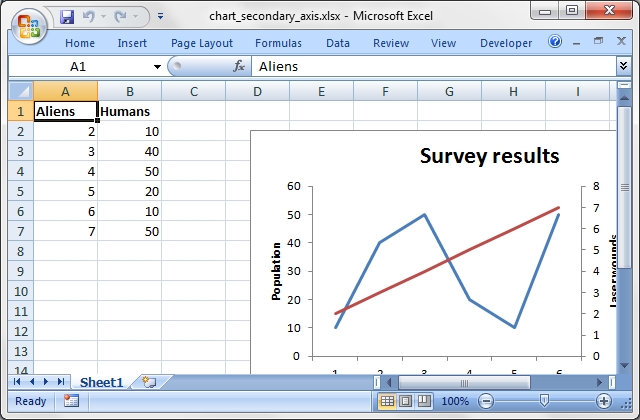 chart_secondary_axis.xlsx - Microsoft Excel
Home Insert Page Layout Formulas Data Review View Developer
A1 fx Aliens
A B C D E F G H I
1 Aliens Humans
2 2 10
3 3 40
4 4 50
5 5 20
6 6 10
7 7 50
8
9
10
11
12
13
14
Survey results
60 8
50 7
40 6
30 5
20 4
10 3
0 2
1
0
Population
Laser wounds
1 2 3 4 5 6
Sheet1
Ready 100%